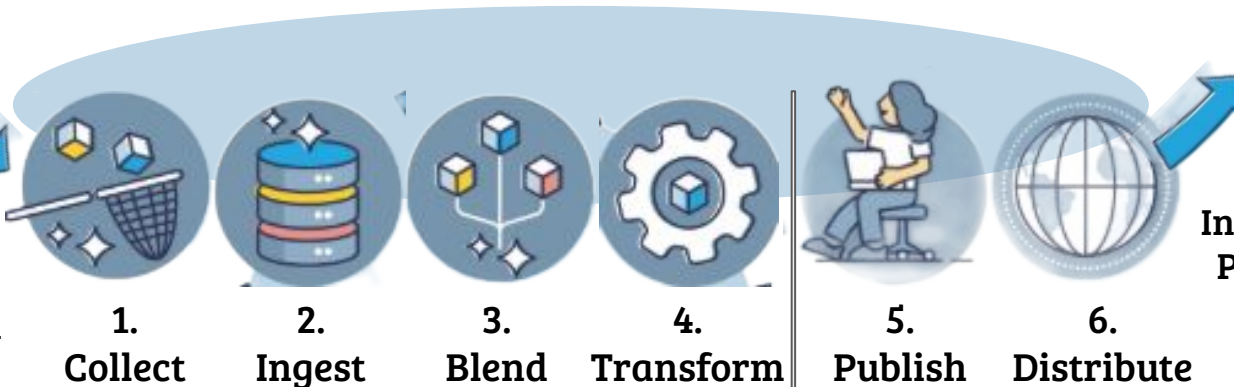 1.
Collect
2.
Ingest
3.
Blend
4.
Transform
5.
Publish
6.
Distribute